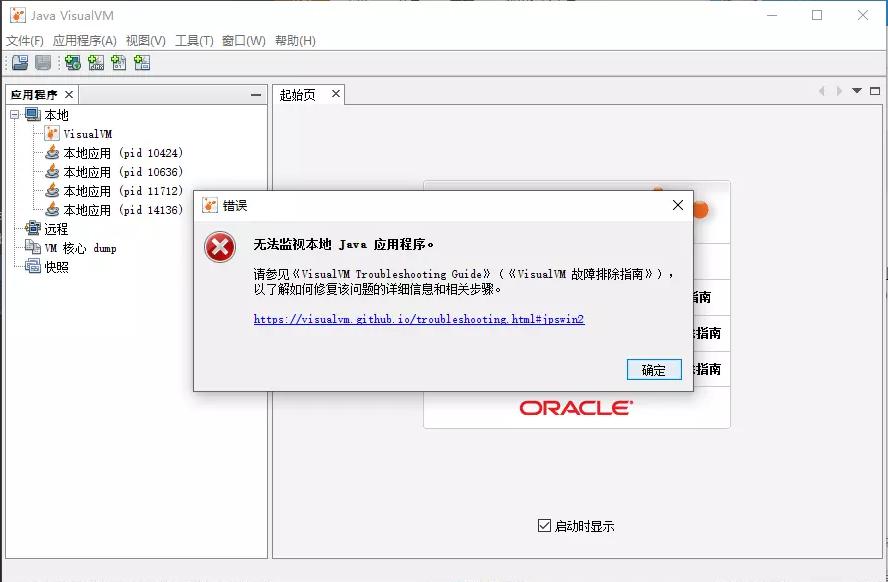 Java VisualVM
文件(F) 应用程序(A) 视图(V) 工具(T) 窗口(W) 帮助(H)
应用程序
起始页
本地
VisualVM
本地应用 (pid 10424)
本地应用 (pid 10636)
本地应用 (pid 11712)
本地应用 (pid 14136)
远程
VM 核心 dump
快照
错误
无法监视本地 Java 应用程序。
请参见《VisualVM Troubleshooting Guide》(《VisualVM 故障排除指南》),
以了解如何修复该问题的详细信息和相关步骤。
https://visualvm.github.io/troubleshooting.html#jpswin2
确定
指南
指南
指南
ORACLE
启动时显示